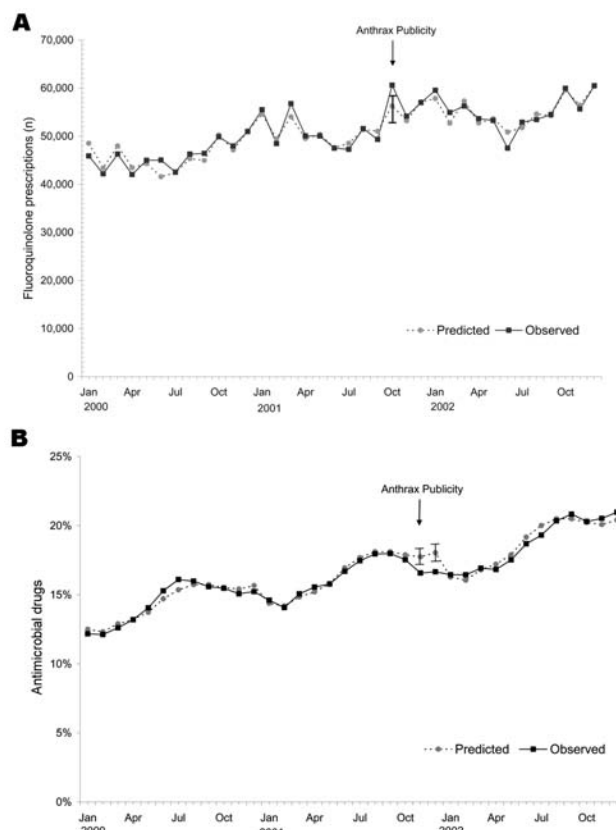 A
Anthrax Publicity
70,000
60,000
50,000
40,000
30,000
20,000
10,000
0
Fluoroquinolone prescriptions (n)
Predicted Observed
Jan Apr Jul Oct Jan Apr Jul Oct Jan Apr Jul Oct
2000 2001 2002
B
Anthrax Publicity
25%
20%
15%
10%
5%
0%
Antimicrobial drugs
Predicted Observed
Jan Apr Jul Oct Jan Apr Jul Oct Jan Apr Jul Oct